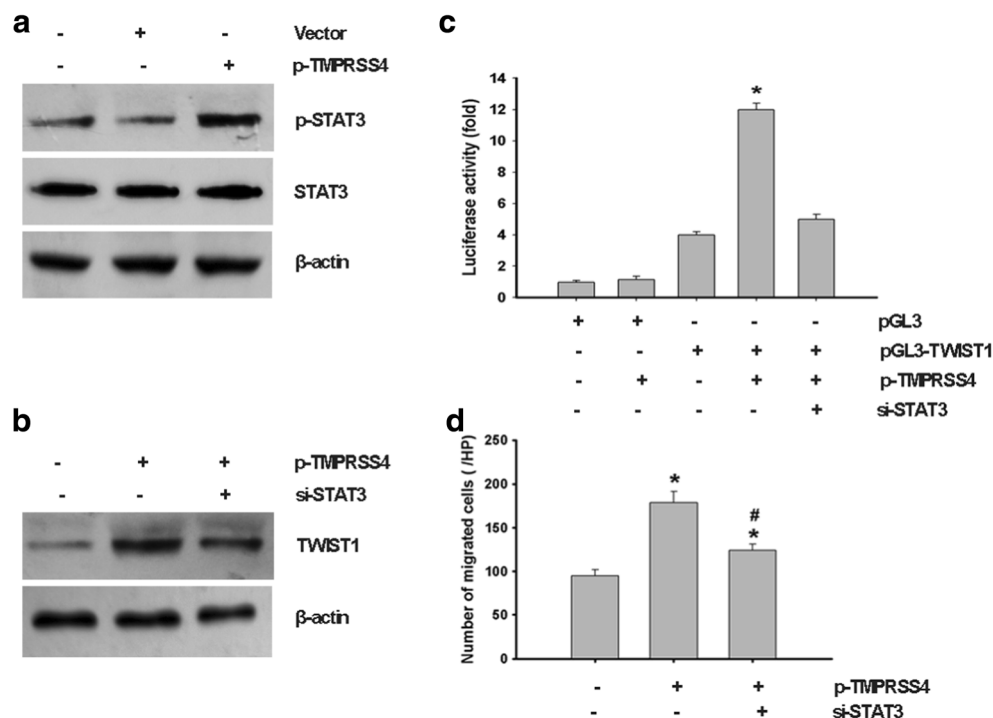 a
- + - Vector
- - + p-TMPRSS4
p-STAT3
STAT3
β-actin
b
- + + p-TMPRSS4
- - + si-STAT3
TWIST1
β-actin
c
Luciferase activity (fold)
14
12
10
8
6
4
2
0
*
+ + - - - pGL3
- - + + + pGL3-TWIST1
- + - + + p-TMPRSS4
- - - - + si-STAT3
d
Number of migrated cells ( /HP)
250
200
150
100
50
0
*
#
*
- + + p-TMPRSS4
- - + si-STAT3